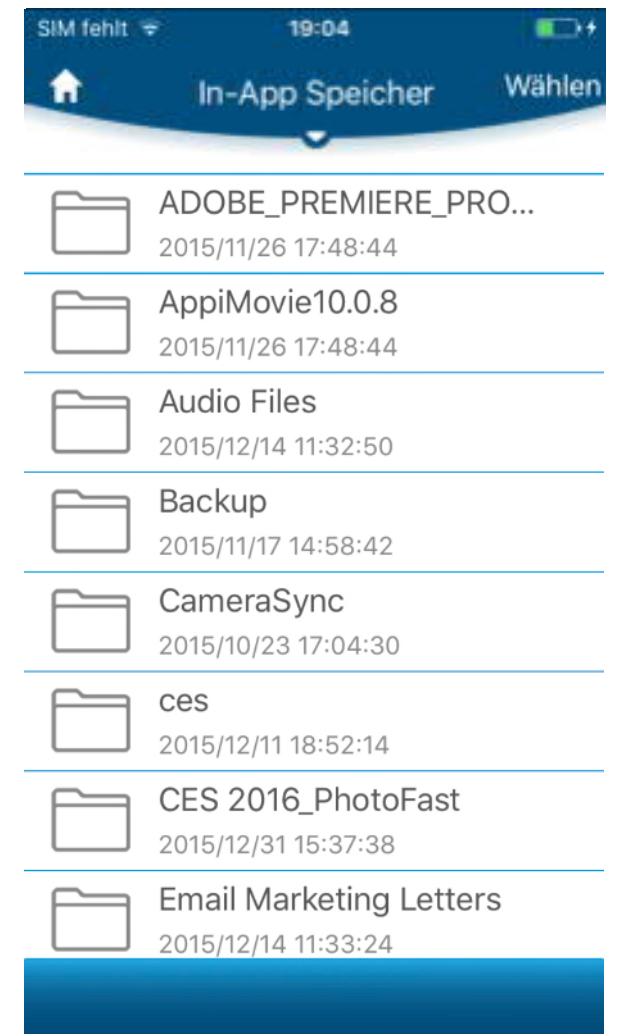 SIM fehlt 19:04
In-App Speicher Wählen
ADOBE_PREMIERE_PRO...
2015/11/26 17:48:44
AppiMovie10.0.8
2015/11/26 17:48:44
Audio Files
2015/12/14 11:32:50
Backup
2015/11/17 14:58:42
CameraSync
2015/10/23 17:04:30
ces
2015/12/11 18:52:14
CES 2016_PhotoFast
2015/12/31 15:37:38
Email Marketing Letters
2015/12/14 11:33:24